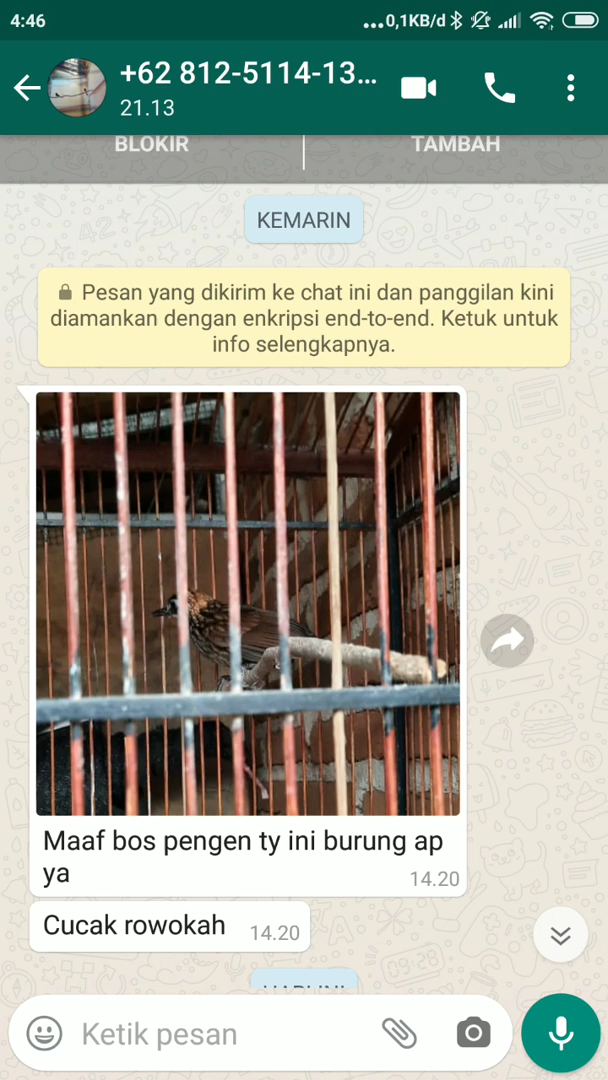 4:46
...0,1KB/d
+62 812-5114-13...
21.13
BLOKIR
TAMBAH
KEMARIN
Pesan yang dikirim ke chat ini dan panggilan kini
diamankan dengan enkripsi end-to-end. Ketuk untuk
info selengkapnya.
Maaf bos pengen ty ini burung ap
ya
14.20
Cucak rowokah
14.20
HARI INI
Ketik pesan